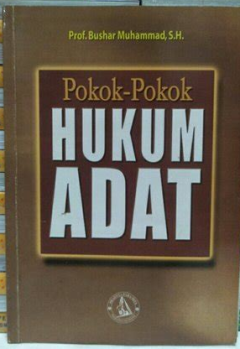 Prof. Bushar Muhammad, S.H.
Pokok-Pokok
HUKUM
ADAT